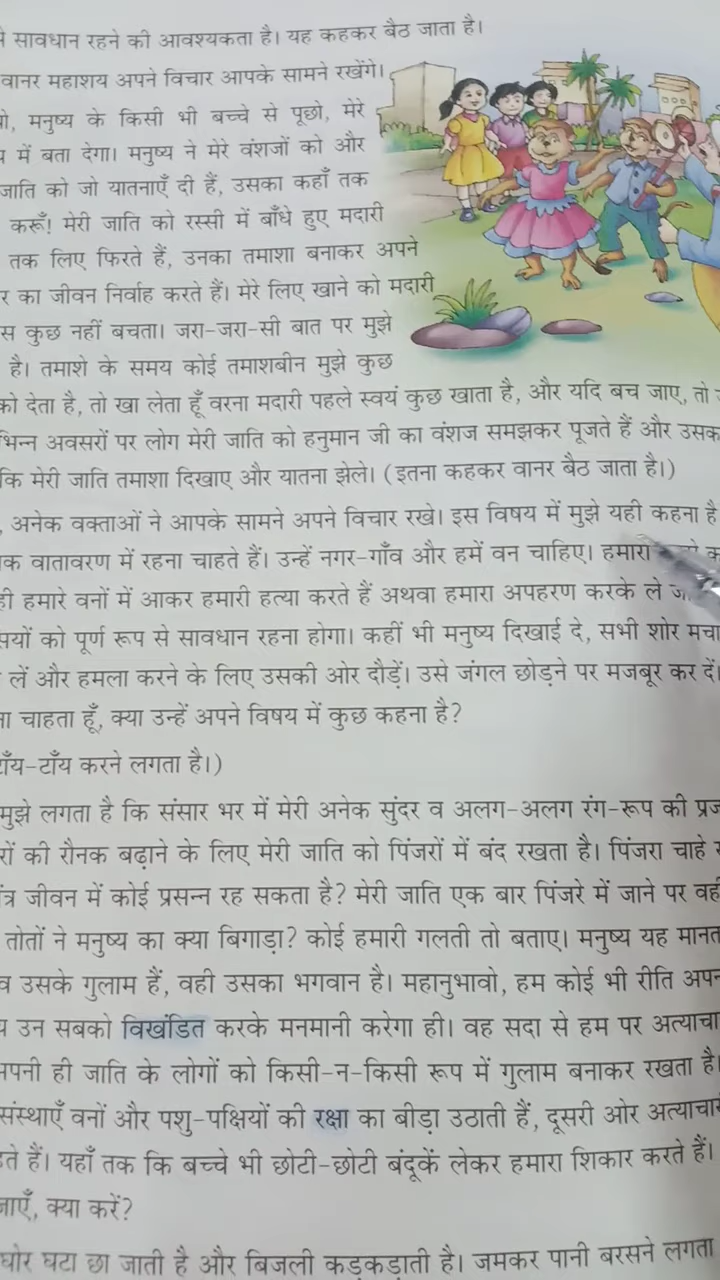 सावधान रहने की आवश्यकता है। यह कहकर बैठ जाता है।
वानर महाशय अपने विचार आपके सामने रखेंगे।
मनुष्य के किसी भी बच्चे से पूछो, मेरे
में बता देगा। मनुष्य ने मेरे वंशजों को और
जाति को जो यातनाएँ दी हैं, उसका कहाँ तक
करूँ! मेरी जाति को रस्सी में बाँधे हुए मदारी
तक लिए फिरते हैं, उनका तमाशा बनाकर अपने
का जीवन निर्वाह करते हैं। मेरे लिए खाने को मदारी
कुछ नहीं बचता। जरा-जरा-सी बात पर मुझे
है। तमाशे के समय कोई तमाशबीन मुझे कुछ
को देता है, तो खा लेता हूँ वरना मदारी पहले स्वयं कुछ खाता है, और यदि बच जाए, तो
भिन्न अवसरों पर लोग मेरी जाति को हनुमान जी का वंशज समझकर पूजते हैं और उसक
कि मेरी जाति तमाशा दिखाए और यातना झेले। (इतना कहकर वानर बैठ जाता है।)
, अनेक वक्ताओं ने आपके सामने अपने विचार रखे। इस विषय में मुझे यही कहना है
क वातावरण में रहना चाहते हैं। उन्हें नगर-गाँव और हमें वन चाहिए। हमारा
ही हमारे वनों में आकर हमारी हत्या करते हैं अथवा हमारा अपहरण करके ले
सियों को पूर्ण रूप से सावधान रहना होगा। कहीं भी मनुष्य दिखाई दे, सभी शोर मचा
लें और हमला करने के लिए उसकी ओर दौड़ें। उसे जंगल छोड़ने पर मजबूर कर दें।
ना चाहता हूँ, क्या उन्हें अपने विषय में कुछ कहना है?
टाँय-टाँय करने लगता है।)
मुझे लगता है कि संसार भर में मेरी अनेक सुंदर व अलग-अलग रंग-रूप की प्रज
रों की रौनक बढ़ाने के लिए मेरी जाति को पिंजरों में बंद रखता है। पिंजरा चाहे
त्र जीवन में कोई प्रसन्न रह सकता है? मेरी जाति एक बार पिंजरे में जाने पर वही
तोतों ने मनुष्य का क्या बिगाड़ा? कोई हमारी गलती तो बताए। मनुष्य यह मानत
व उसके गुलाम हैं, वही उसका भगवान है। महानुभावो, हम कोई भी रीति अपन
उन सबको विखंडित करके मनमानी करेगा ही। वह सदा से हम पर अत्याचा
अपनी ही जाति के लोगों को किसी-न-किसी रूप में गुलाम बनाकर रखता है।
संस्थाएँ वनों और पशु-पक्षियों की रक्षा का बीड़ा उठाती हैं, दूसरी ओर अत्याचार
ते हैं। यहाँ तक कि बच्चे भी छोटी-छोटी बंदूकें लेकर हमारा शिकार करते हैं।
जाएँ, क्या करें?
घोर घटा छा जाती है और बिजली कड़कड़ाती है। जमकर पानी बरसने लगता